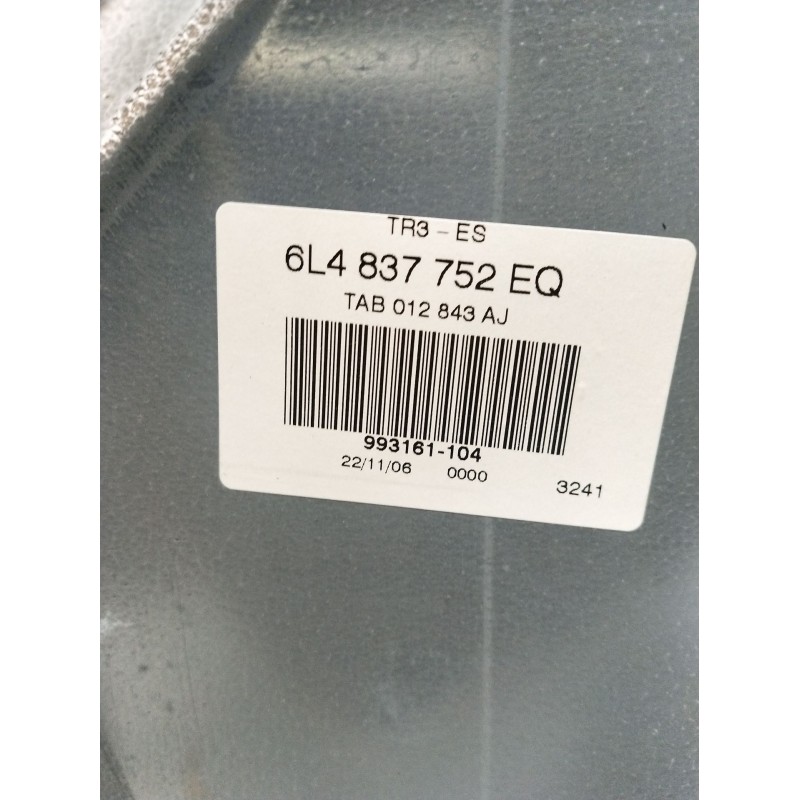 TR3 - ES
6L4 837 752 EQ
TAB 012 843 AJ
993161-104
22/11/06 0000 3241